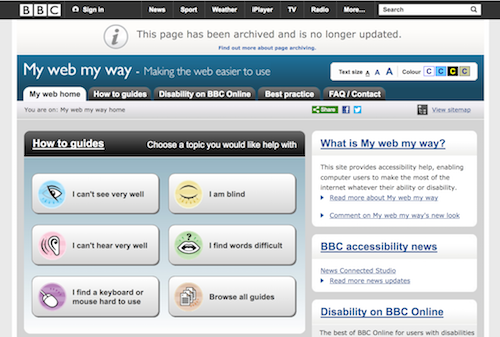 BBC Sign in News Sport Weather iPlayer TV Radio More... Search
i This page has been archived and is no longer updated.
Find out more about page archiving.
My web my way - Making the web easier to use
Text size A A A Colour C C C C
My web home How to guides Disability on BBC Online Best practice FAQ / Contact
You are on: My web my way home
Share View sitemap
How to guides Choose a topic you would like help with
I can't see very well
I am blind
I can't hear very well
I find words difficult
I find a keyboard or
mouse hard to use
Browse all guides
What is My web my way?
This site provides accessibility help, enabling
computer users to make the most of the
internet whatever their ability or disability.
Read more about My web my way
Comment on My web my way's new look
BBC accessibility news
News Connected Studio
Read more news updates
Disability on BBC Online
The best of BBC Online for users with disabilities